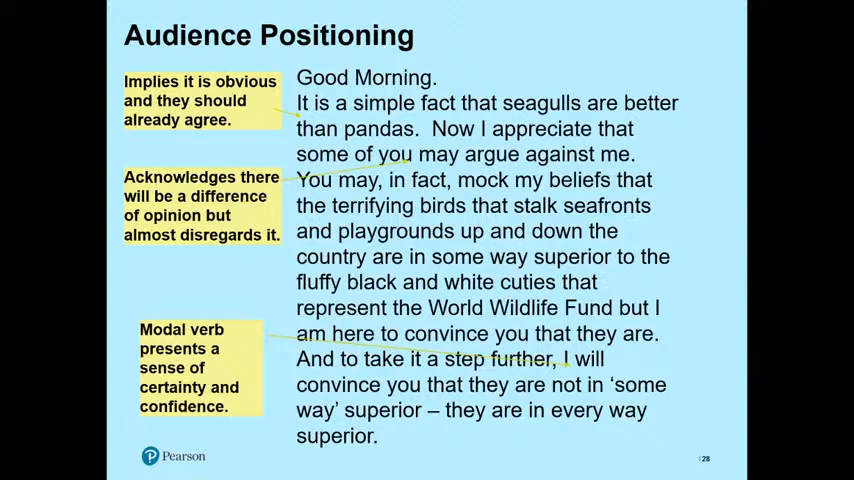 Audience Positioning
Implies it is obvious
and they should
already agree.
Acknowledges there
will be a difference
of opinion but
almost disregards it.
Modal verb
presents a
sense of
certainty and
confidence.
Good Morning.
It is a simple fact that seagulls are better
than pandas. Now I appreciate that
some of you may argue against me.
You may, in fact, mock my beliefs that
the terrifying birds that stalk seafronts
and playgrounds up and down the
country are in some way superior to the
fluffy black and white cuties that
represent the World Wildlife Fund but I
am here to convince you that they are.
And to take it a step further, I will
convince you that they are not in ‘some
way’ superior – they are in every way
superior.
Pearson
| 28